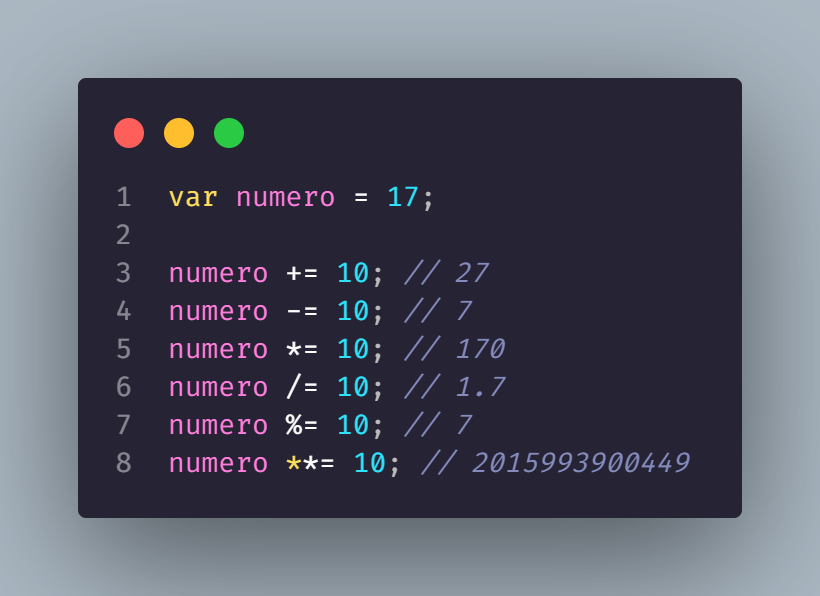 1 var numero = 17;
2
3 numero += 10; // 27
4 numero -= 10; // 7
5 numero *= 10; // 170
6 numero /= 10; // 1.7
7 numero %= 10; // 7
8 numero **= 10; // 2015993900449